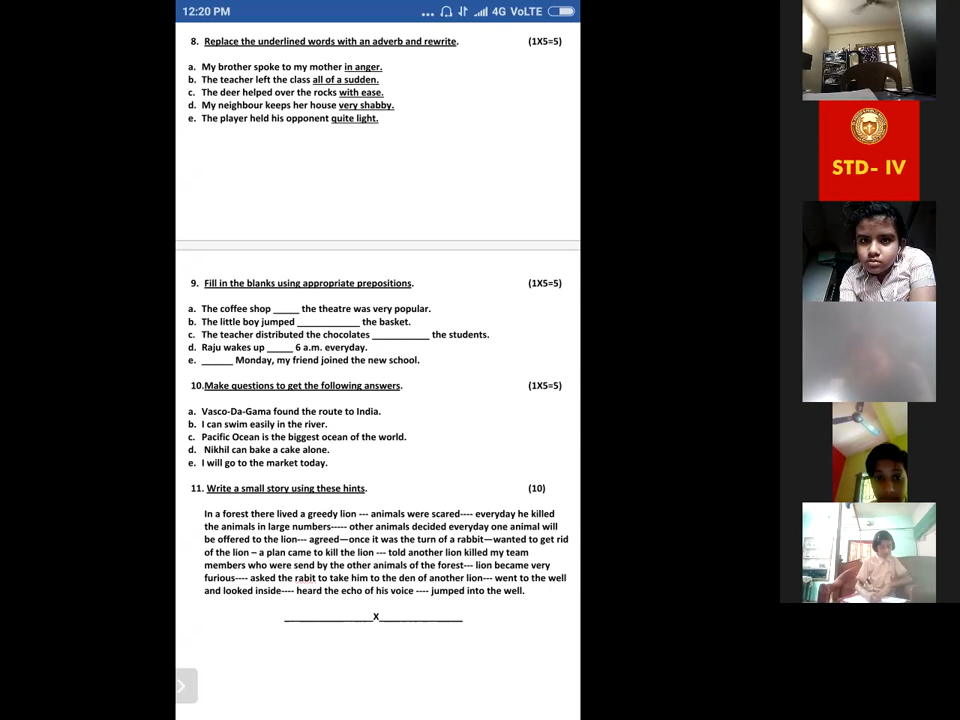 12:20 PM
... 4G VoLTE
8. Replace the underlined words with an adverb and rewrite. (1X5=5)
a. My brother spoke to my mother in anger.
b. The teacher left the class all of a sudden.
c. The deer helped over the rocks with ease.
d. My neighbour keeps her house very shabby.
e. The player held his opponent quite light.
9. Fill in the blanks using appropriate prepositions. (1X5=5)
a. The coffee shop _____ the theatre was very popular.
b. The little boy jumped ____________ the basket.
c. The teacher distributed the chocolates ___________ the students.
d. Raju wakes up _____ 6 a.m. everyday.
e. ______ Monday, my friend joined the new school.
10.Make questions to get the following answers. (1X5=5)
a. Vasco-Da-Gama found the route to India.
b. I can swim easily in the river.
c. Pacific Ocean is the biggest ocean of the world.
d. Nikhil can bake a cake alone.
e. I will go to the market today.
11. Write a small story using these hints. (10)
In a forest there lived a greedy lion --- animals were scared---- everyday he killed
the animals in large numbers----- other animals decided everyday one animal will
be offered to the lion--- agreed—once it was the turn of a rabbit—wanted to get rid
of the lion – a plan came to kill the lion --- told another lion killed my team
members who were send by the other animals of the forest--- lion became very
furious---- asked the rabit to take him to the den of another lion--- went to the well
and looked inside---- heard the echo of his voice ---- jumped into the well.
_________________X________________
STD- IV